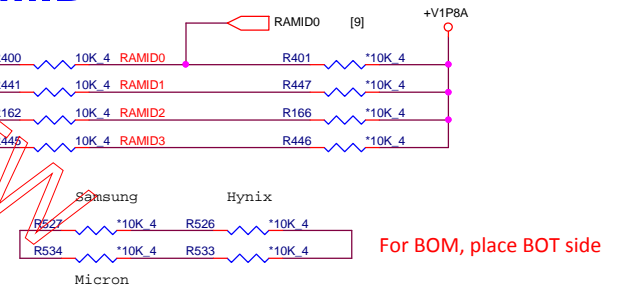 +V1P8A
RAMID0 [9]
400 10K_4 RAMID0 R401 *10K_4
441 10K_4 RAMID1 R447 *10K_4
162 10K_4 RAMID2 R166 *10K_4
445 10K_4 RAMID3 R446 *10K_4
Samsung Hynix
R527 *10K_4 R526 *10K_4
R534 *10K_4 R533 *10K_4
For BOM, place BOT side
Micron